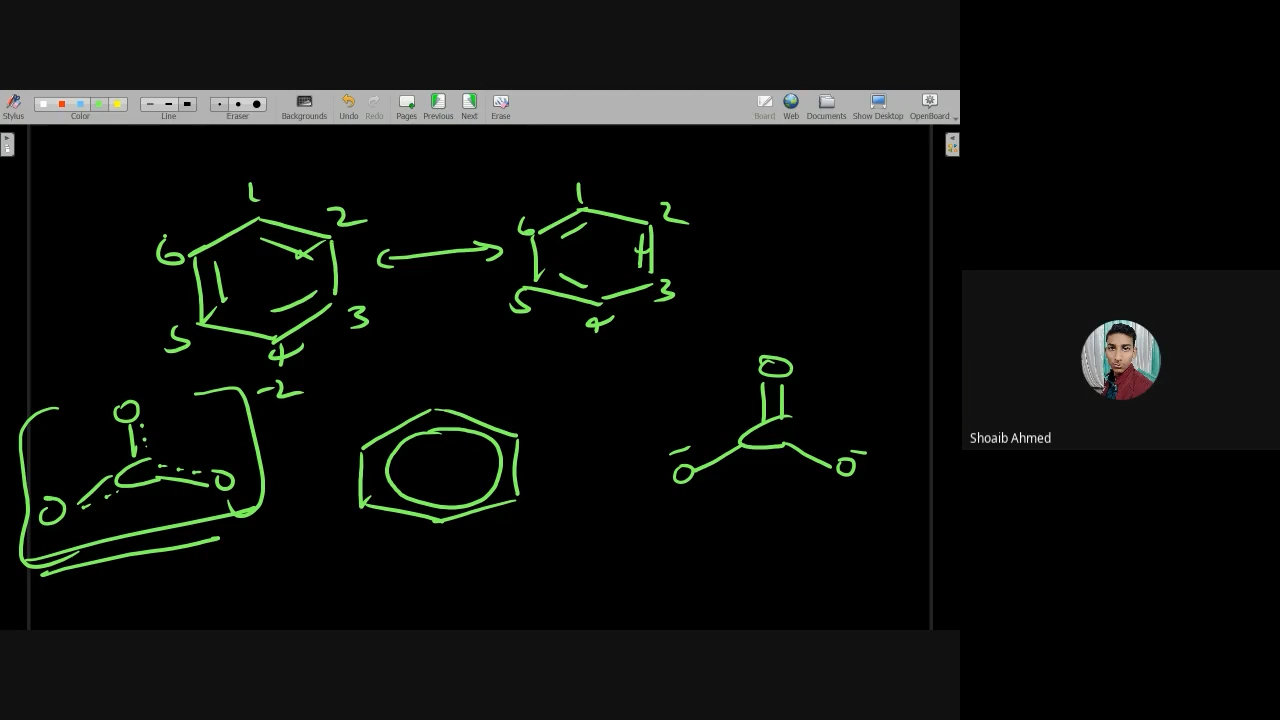 Stylus Color Line Eraser Backgrounds Undo Redo Pages Previous Next Erase Board Web Documents Show Desktop OpenBoard
1 1
2 2
6 6
3 3
5 5
4 4
-2
O O
C O C
O O⁻ O⁻
Shoaib Ahmed